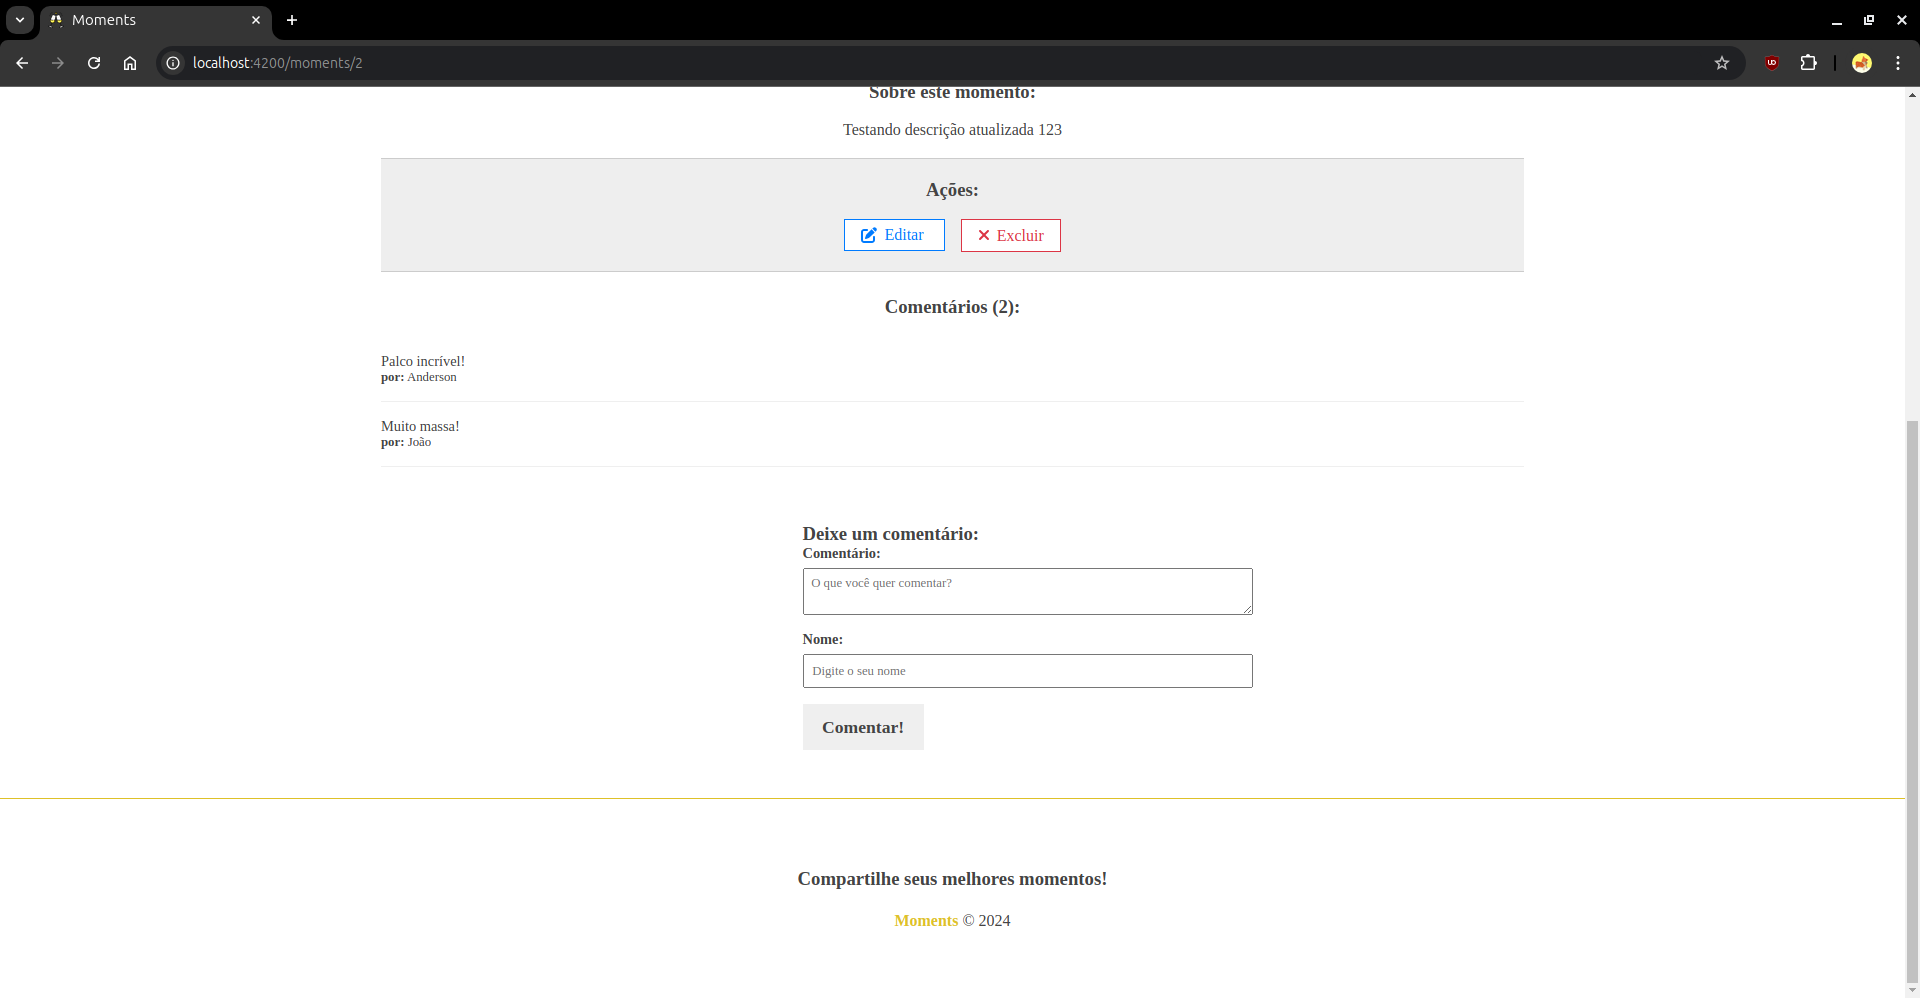 Moments
localhost:4200/moments/2
Sobre este momento:
Testando descrição atualizada 123
Ações:
Editar Excluir
Comentários (2):
Palco incrível!
por: Anderson
Muito massa!
por: João
Deixe um comentário:
Comentário:
O que você quer comentar?
Nome:
Digite o seu nome
Comentar!
Compartilhe seus melhores momentos!
Moments © 2024